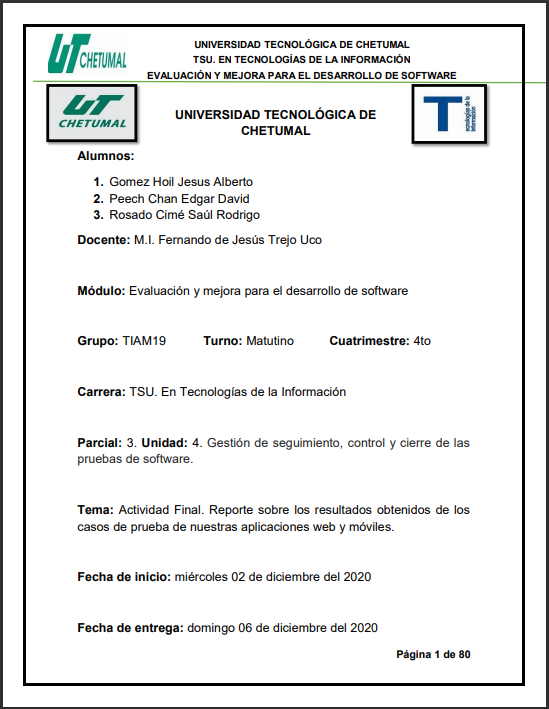 UT CHETUMAL
UNIVERSIDAD TECNOLÓGICA DE CHETUMAL
TSU. EN TECNOLOGÍAS DE LA INFORMACIÓN
EVALUACIÓN Y MEJORA PARA EL DESARROLLO DE SOFTWARE
UT
CHETUMAL
UNIVERSIDAD TECNOLÓGICA DE
CHETUMAL
TI
ecnologías de la
información
Alumnos:
1. Gomez Hoil Jesus Alberto
2. Peech Chan Edgar David
3. Rosado Cimé Saúl Rodrigo
Docente: M.I. Fernando de Jesús Trejo Uco
Módulo: Evaluación y mejora para el desarrollo de software
Grupo: TIAM19 Turno: Matutino Cuatrimestre: 4to
Carrera: TSU. En Tecnologías de la Información
Parcial: 3. Unidad: 4. Gestión de seguimiento, control y cierre de las
pruebas de software.
Tema: Actividad Final. Reporte sobre los resultados obtenidos de los
casos de prueba de nuestras aplicaciones web y móviles.
Fecha de inicio: miércoles 02 de diciembre del 2020
Fecha de entrega: domingo 06 de diciembre del 2020
Página 1 de 80